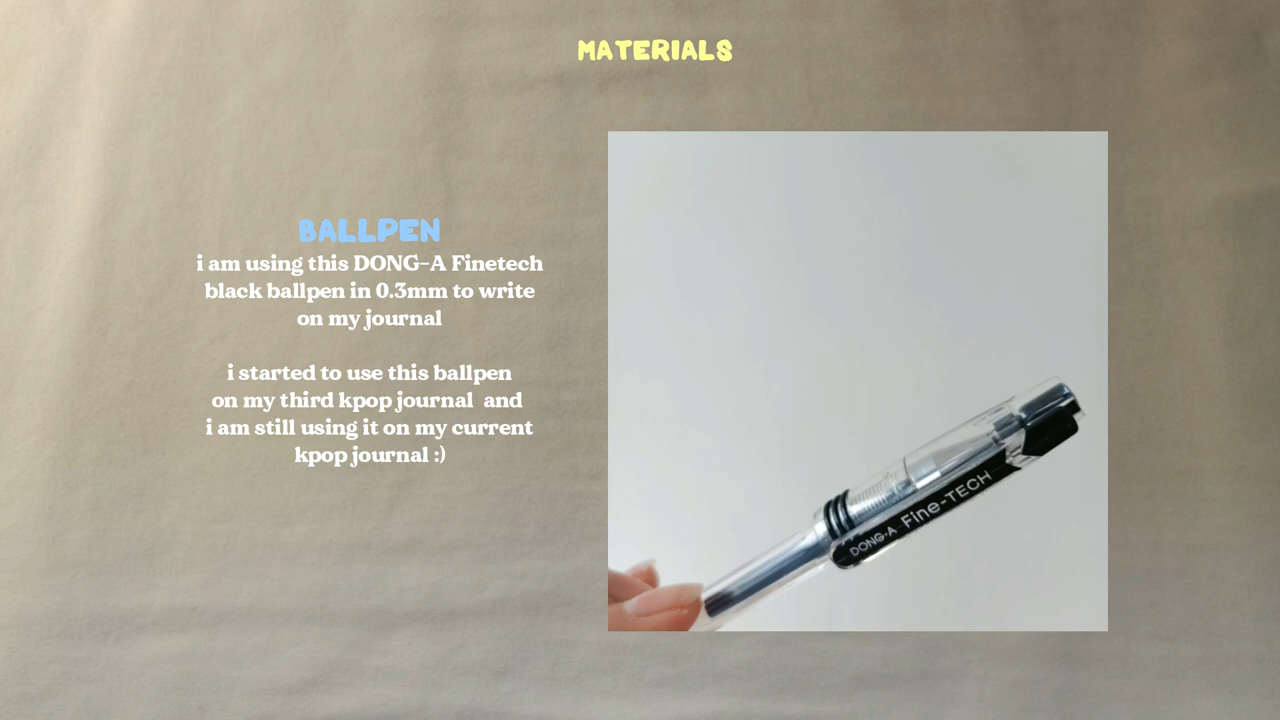 MATERIALS
BALLPEN
i am using this DONG-A Finetech
black ballpen in 0.3mm to write
on my journal
i started to use this ballpen
on my third kpop journal and
i am still using it on my current
kpop journal :)
DONG-A Fine-TECH